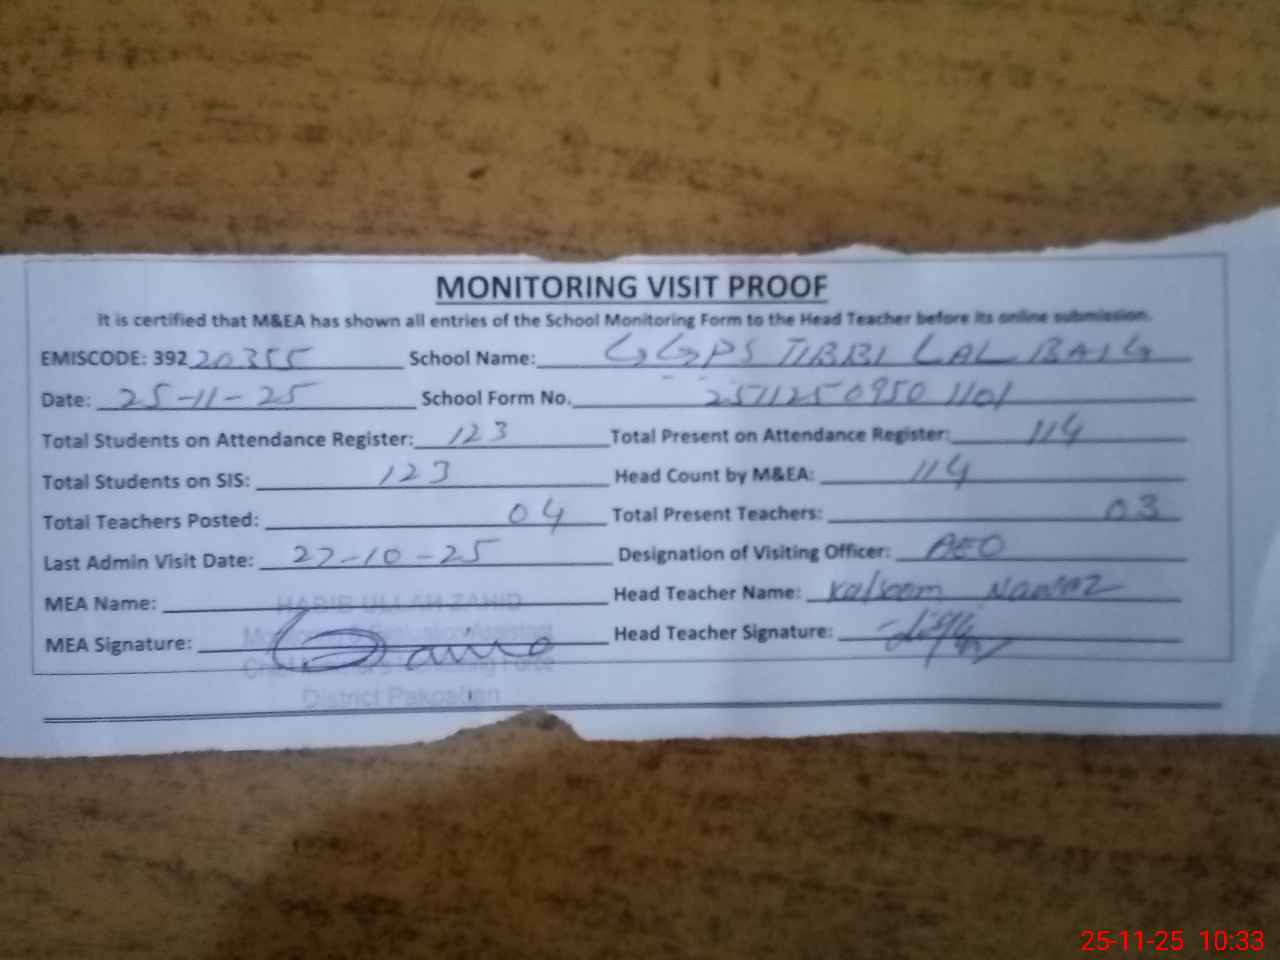 MONITORING VISIT PROOF
It is certified that M&EA has shown all entries of the School Monitoring Form to the Head Teacher before its online submission.
EMISCODE: 39220355 School Name: GGPS TIBBI LAL BAIG
Date: 25-11-25 School Form No. 25112509501101
Total Students on Attendance Register: 123 Total Present on Attendance Register: 114
Total Students on SIS: 123 Head Count by M&EA: 114
Total Teachers Posted: 04 Total Present Teachers: 03
Last Admin Visit Date: 27-10-25 Designation of Visiting Officer: AEO
MEA Name: HABIB ULLAH ZAHID Head Teacher Name: Kalsoom Nawaz
MEA Signature: Head Teacher Signature:
District Pakpattan
25-11-25 10:33